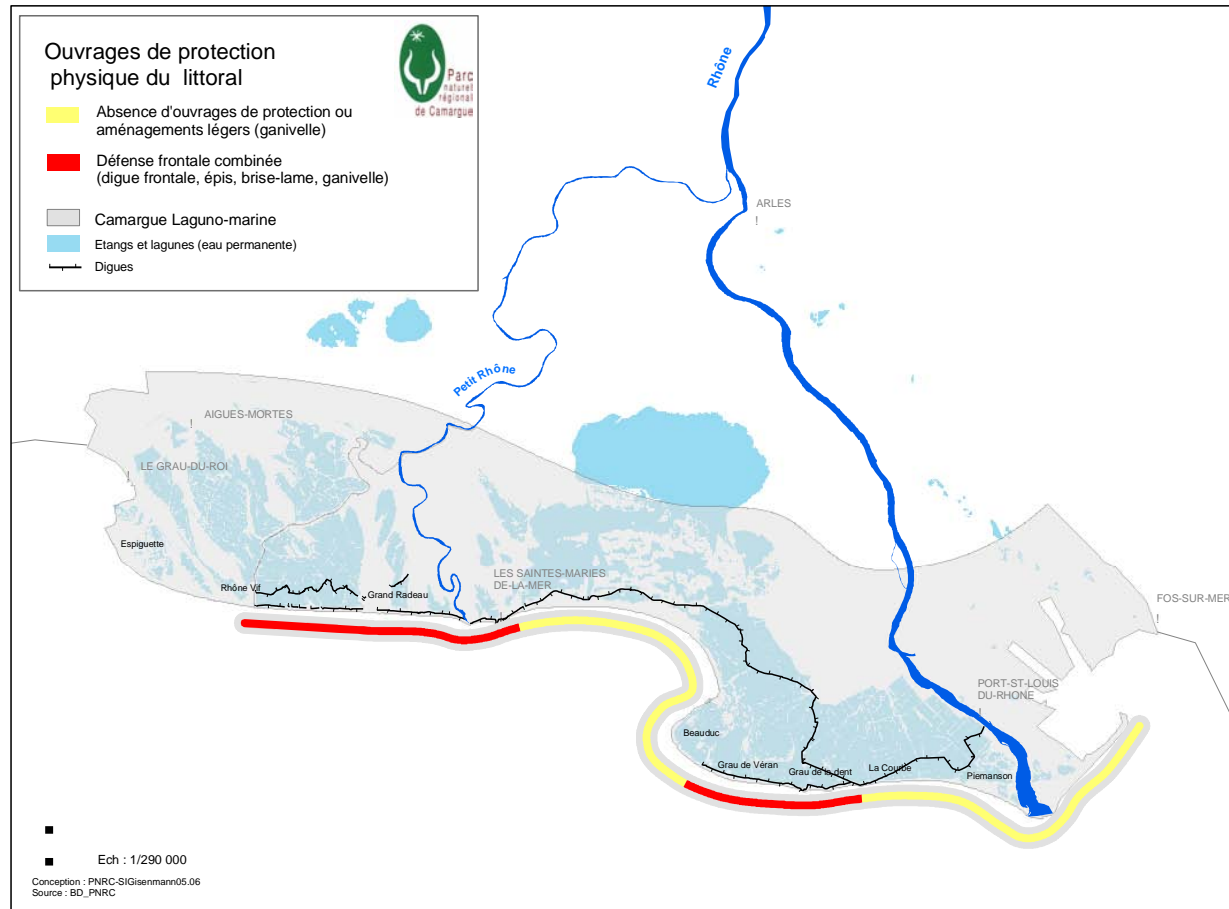 Ouvrages de protection
physique du littoral
Parc
naturel
régional
de Camargue
Absence d'ouvrages de protection ou
aménagements légers (ganivelle)
Défense frontale combinée
(digue frontale, épis, brise-lame, ganivelle)
Camargue Laguno-marine
Etangs et lagunes (eau permanente)
Digues
Rhône
ARLES
Petit Rhône
AIGUES-MORTES
LE GRAU-DU-ROI
Espiguette
Rhône Vif
Grand Radeau
LES SAINTES-MARIES
DE-LA-MER
FOS-SUR-MER
PORT-ST-LOUIS
DU-RHONE
Beauduc
Grau de Véran
Grau de la dent
La Courbe
Piemanson
Ech : 1/290 000
Conception : PNRC-SIGisenmann05.06
Source : BD_PNRC